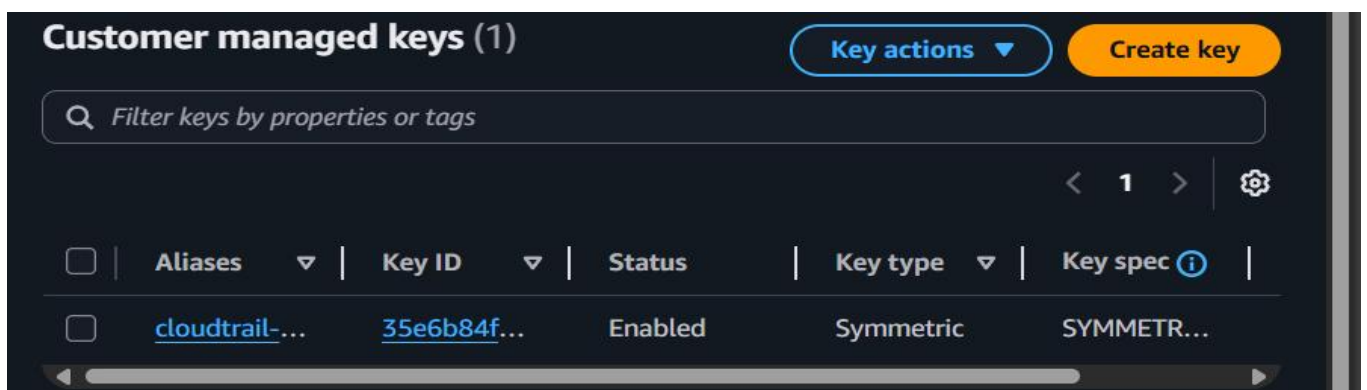 Customer managed keys (1)
Key actions Create key
Filter keys by properties or tags
1
Aliases Key ID Status Key type Key spec
cloudtrail-... 35e6b84f... Enabled Symmetric SYMMETR...